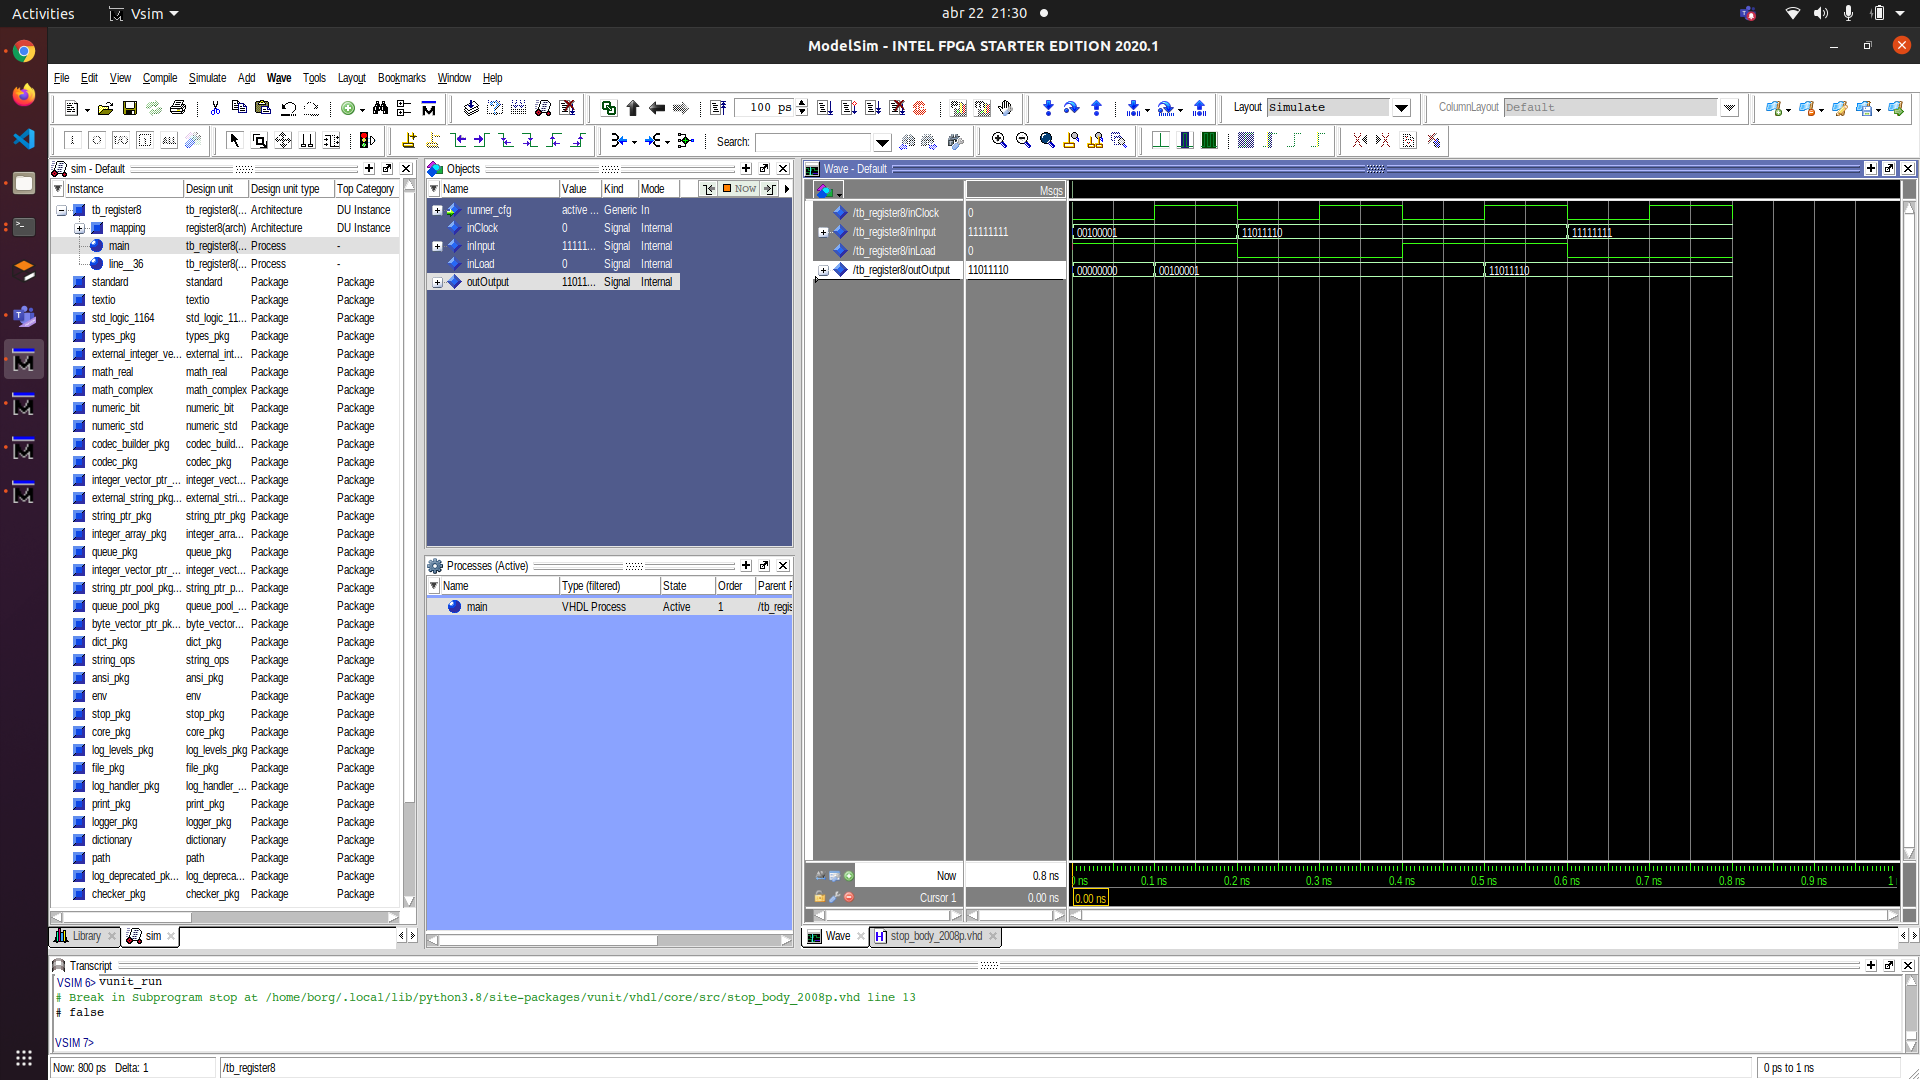 Activities Vsim abr 22 21:30
ModelSim - INTEL FPGA STARTER EDITION 2020.1
File Edit View Compile Simulate Add Wave Tools Layout Bookmarks Window Help
100 ps Layout Simulate ColumnLayout Default
Search:
sim - Default
Instance Design unit Design unit type Top Category
tb_register8 tb_register8(... Architecture DU Instance
mapping register8(arch) Architecture DU Instance
main tb_register8(... Process -
line__36 tb_register8(... Process -
standard standard Package Package
textio textio Package Package
std_logic_1164 std_logic_11... Package Package
types_pkg types_pkg Package Package
external_integer_ve... external_int... Package Package
math_real math_real Package Package
math_complex math_complex Package Package
numeric_bit numeric_bit Package Package
numeric_std numeric_std Package Package
codec_builder_pkg codec_build... Package Package
codec_pkg codec_pkg Package Package
integer_vector_ptr_... integer_vect... Package Package
external_string_pkg... external_stri... Package Package
string_ptr_pkg string_ptr_pkg Package Package
integer_array_pkg integer_arra... Package Package
queue_pkg queue_pkg Package Package
integer_vector_ptr_... integer_vect... Package Package
string_ptr_pool_pkg... string_ptr_p... Package Package
queue_pool_pkg queue_pool_... Package Package
byte_vector_ptr_pk... byte_vector... Package Package
dict_pkg dict_pkg Package Package
string_ops string_ops Package Package
ansi_pkg ansi_pkg Package Package
env env Package Package
stop_pkg stop_pkg Package Package
core_pkg core_pkg Package Package
log_levels_pkg log_levels_pkg Package Package
file_pkg file_pkg Package Package
log_handler_pkg log_handler_... Package Package
print_pkg print_pkg Package Package
logger_pkg logger_pkg Package Package
dictionary dictionary Package Package
path path Package Package
log_deprecated_pk... log_depreca... Package Package
checker_pkg checker_pkg Package Package
Library sim
Objects
Name Value Kind Mode Now
runner_cfg active ... Generic In
inClock 0 Signal Internal
inInput 11111... Signal Internal
inLoad 0 Signal Internal
outOutput 11011... Signal Internal
Processes (Active)
Name Type (filtered) State Order Parent P
main VHDL Process Active 1 /tb_regis
Wave - Default
Msgs
/tb_register8/inClock 0
/tb_register8/inInput 11111111 00100001 11011110 11111111
/tb_register8/inLoad 0
/tb_register8/outOutput 11011110 00000000 00100001 11011110
Now 0.8 ns ns 0.1 ns 0.2 ns 0.3 ns 0.4 ns 0.5 ns 0.6 ns 0.7 ns 0.8 ns 0.9 ns 1
Cursor 1 0.00 ns 0.00 ns
Wave stop_body_2008p.vhd
Transcript
VSIM 6> vunit_run
# Break in Subprogram stop at /home/borg/.local/lib/python3.8/site-packages/vunit/vhdl/core/src/stop_body_2008p.vhd line 13
# false
VSIM 7>
Now: 800 ps Delta: 1 /tb_register8 0 ps to 1 ns